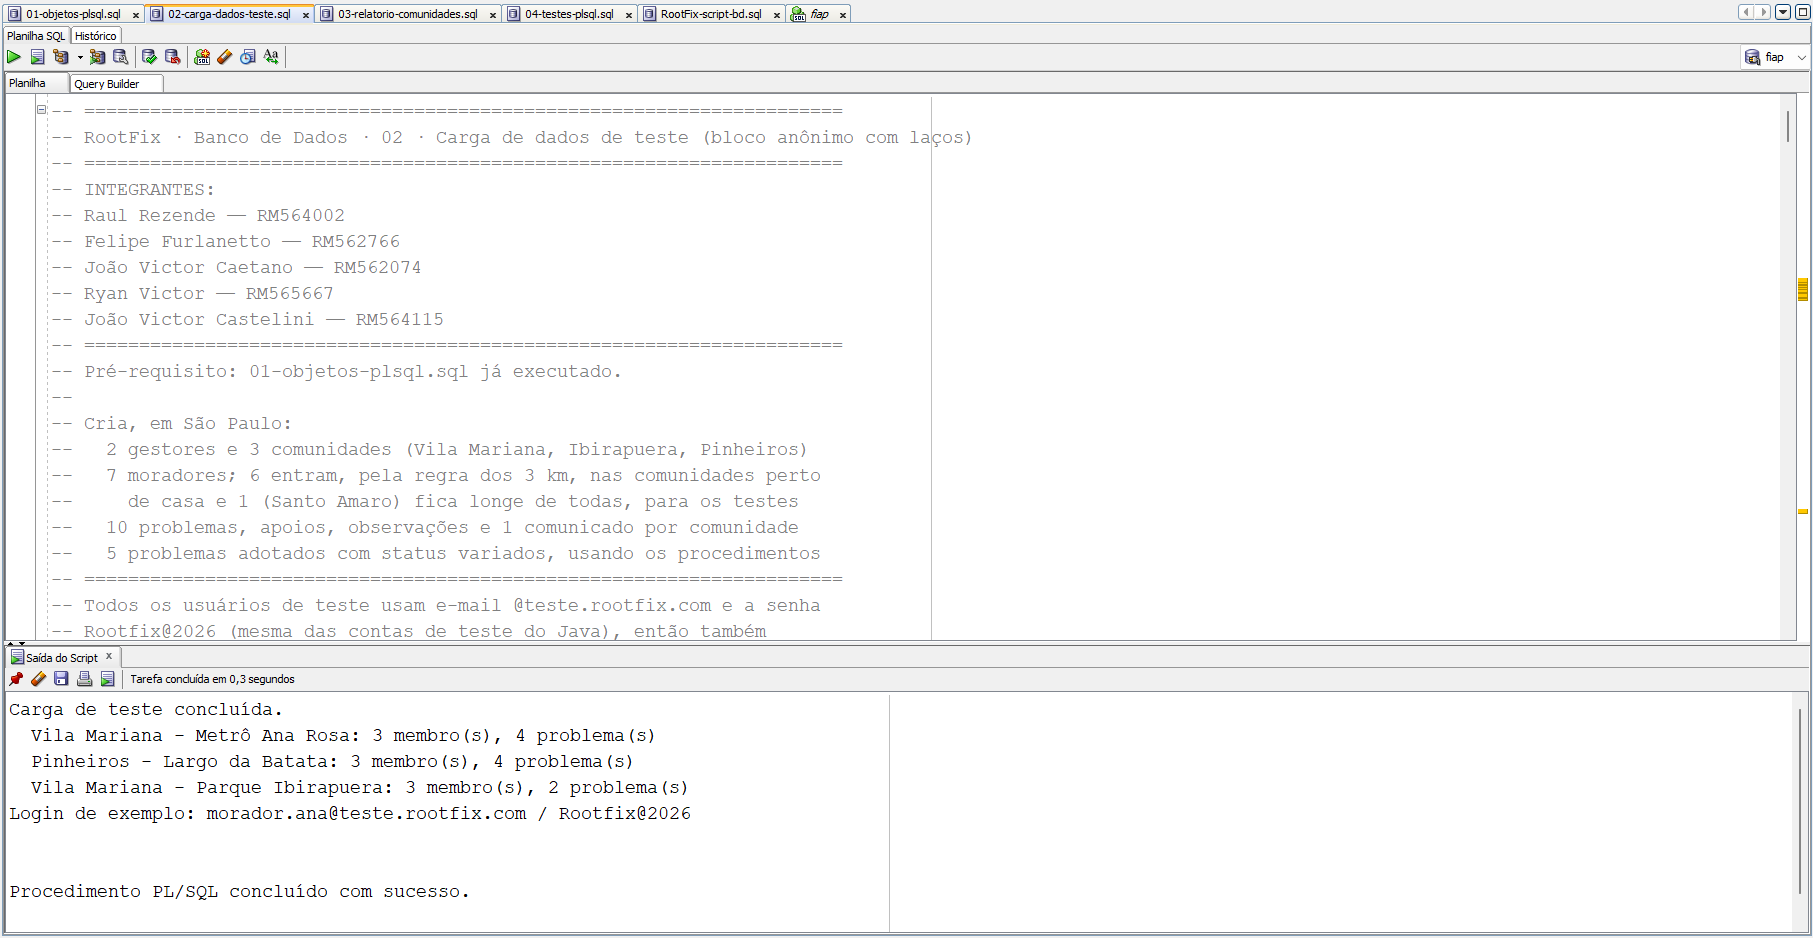 01-objetos-plsql.sql × 02-carga-dados-teste.sql × 03-relatorio-comunidades.sql × 04-testes-plsql.sql × RootFix-script-bd.sql × fiap ×
Planilha SQL Histórico
fiap
Planilha Query Builder
-- =====================================================================
-- RootFix · Banco de Dados · 02 · Carga de dados de teste (bloco anônimo com laços)
-- =====================================================================
-- INTEGRANTES:
-- Raul Rezende — RM564002
-- Felipe Furlanetto — RM562766
-- João Victor Caetano — RM562074
-- Ryan Victor — RM565667
-- João Victor Castelini — RM564115
-- =====================================================================
-- Pré-requisito: 01-objetos-plsql.sql já executado.
--
-- Cria, em São Paulo:
--   2 gestores e 3 comunidades (Vila Mariana, Ibirapuera, Pinheiros)
--   7 moradores; 6 entram, pela regra dos 3 km, nas comunidades perto
--     de casa e 1 (Santo Amaro) fica longe de todas, para os testes
--   10 problemas, apoios, observações e 1 comunicado por comunidade
--   5 problemas adotados com status variados, usando os procedimentos
-- =====================================================================
-- Todos os usuários de teste usam e-mail @teste.rootfix.com e a senha
-- Rootfix@2026 (mesma das contas de teste do Java), então também
Saída do Script ×
Tarefa concluída em 0,3 segundos
Carga de teste concluída.
  Vila Mariana - Metrô Ana Rosa: 3 membro(s), 4 problema(s)
  Pinheiros - Largo da Batata: 3 membro(s), 4 problema(s)
  Vila Mariana - Parque Ibirapuera: 3 membro(s), 2 problema(s)
Login de exemplo: morador.ana@teste.rootfix.com / Rootfix@2026
Procedimento PL/SQL concluído com sucesso.